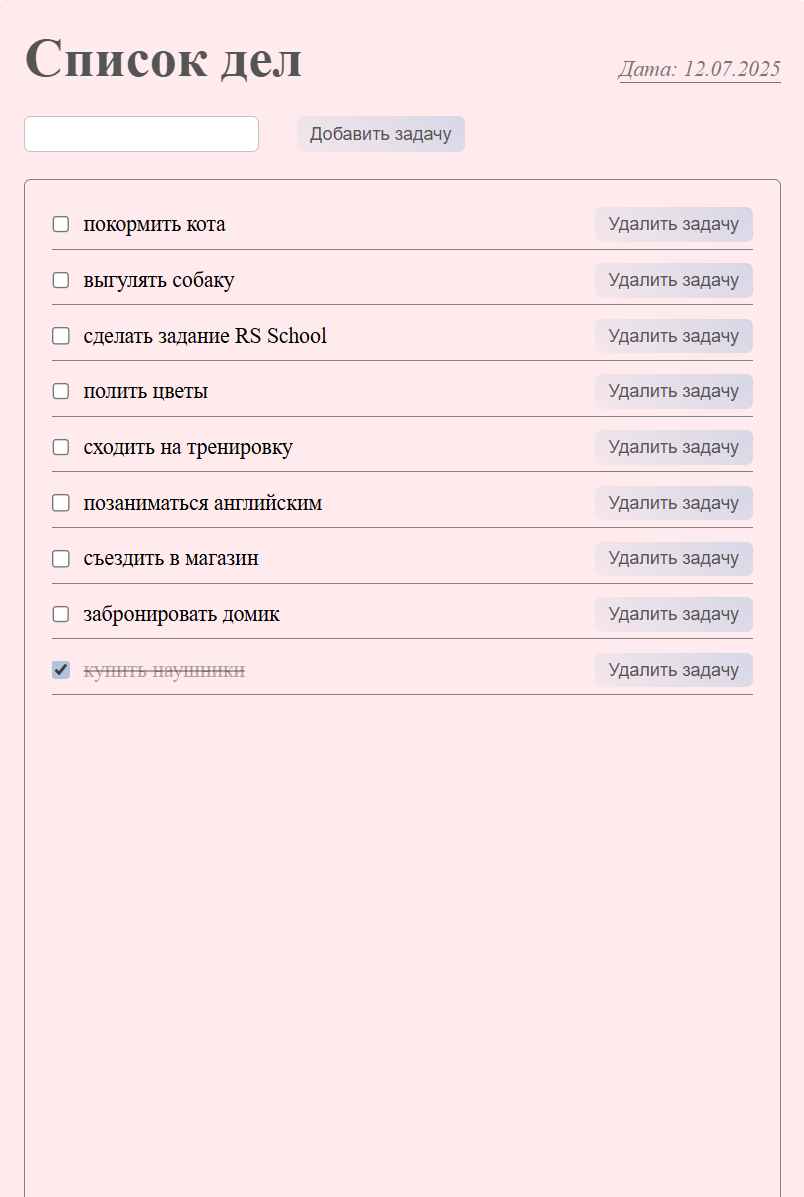 Список дел
Дата: 12.07.2025
Добавить задачу
покормить кота Удалить задачу
выгулять собаку Удалить задачу
сделать задание RS School Удалить задачу
полить цветы Удалить задачу
сходить на тренировку Удалить задачу
позаниматься английским Удалить задачу
съездить в магазин Удалить задачу
забронировать домик Удалить задачу
купить наушники Удалить задачу